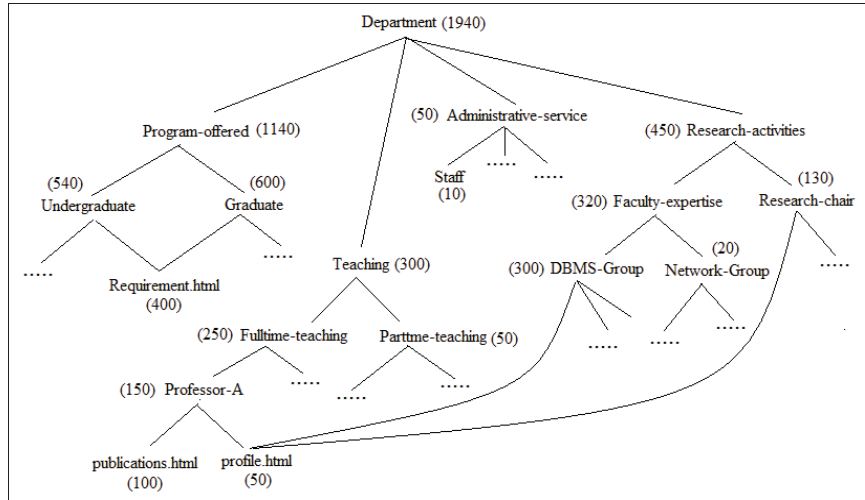 Department (1940)
(50) Administrative-service
Program-offered (1140)
(450) Research-activities
.....
.....
Staff
(10)
(540)
(600)
(130)
Undergraduate
Graduate
(320) Faculty-expertise
Research-chair
.....
.....
Requirement.html
(400)
Teaching (300)
(20)
(300) DBMS-Group
Network-Group
.....
.....
.....
.....
(250) Fulltime-teaching
Parttme-teaching (50)
.....
.....
.....
(150) Professor-A
publications.html
(100)
profile.html
(50)